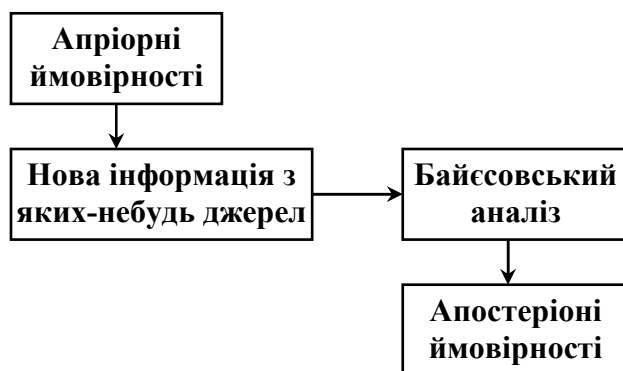 Апріорні
ймовірності
Нова інформація з
яких-небудь джерел
Байєсовський
аналіз
Апостеріоні
ймовірності